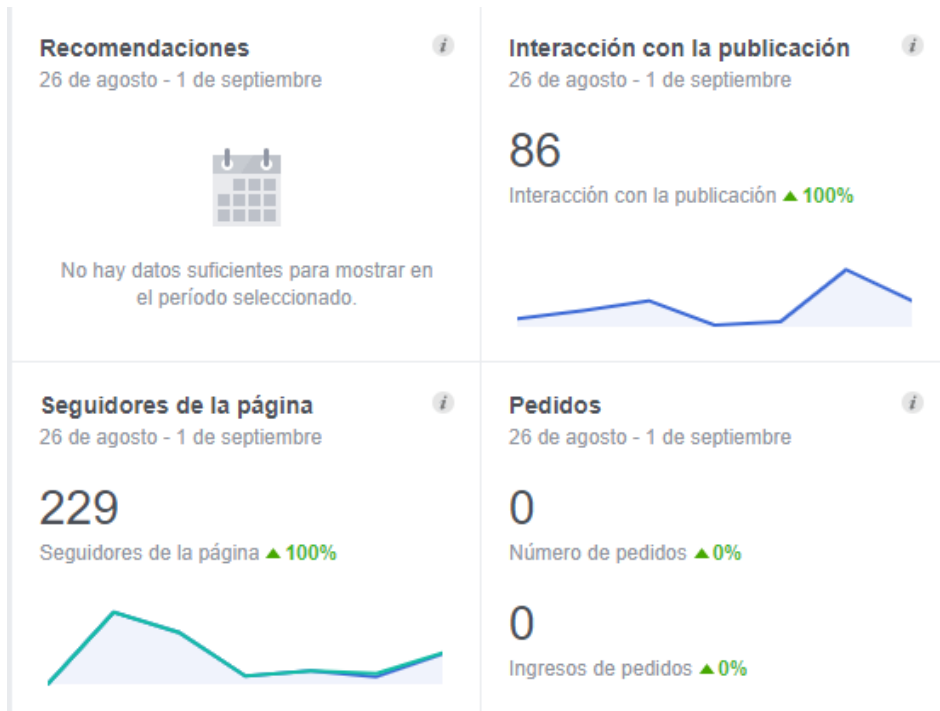 Recomendaciones
26 de agosto - 1 de septiembre
No hay datos suficientes para mostrar en
el período seleccionado.
Interacción con la publicación
26 de agosto - 1 de septiembre
86
Interacción con la publicación ▲ 100%
Seguidores de la página
26 de agosto - 1 de septiembre
229
Seguidores de la página ▲ 100%
Pedidos
26 de agosto - 1 de septiembre
0
Número de pedidos ▲ 0%
0
Ingresos de pedidos ▲ 0%